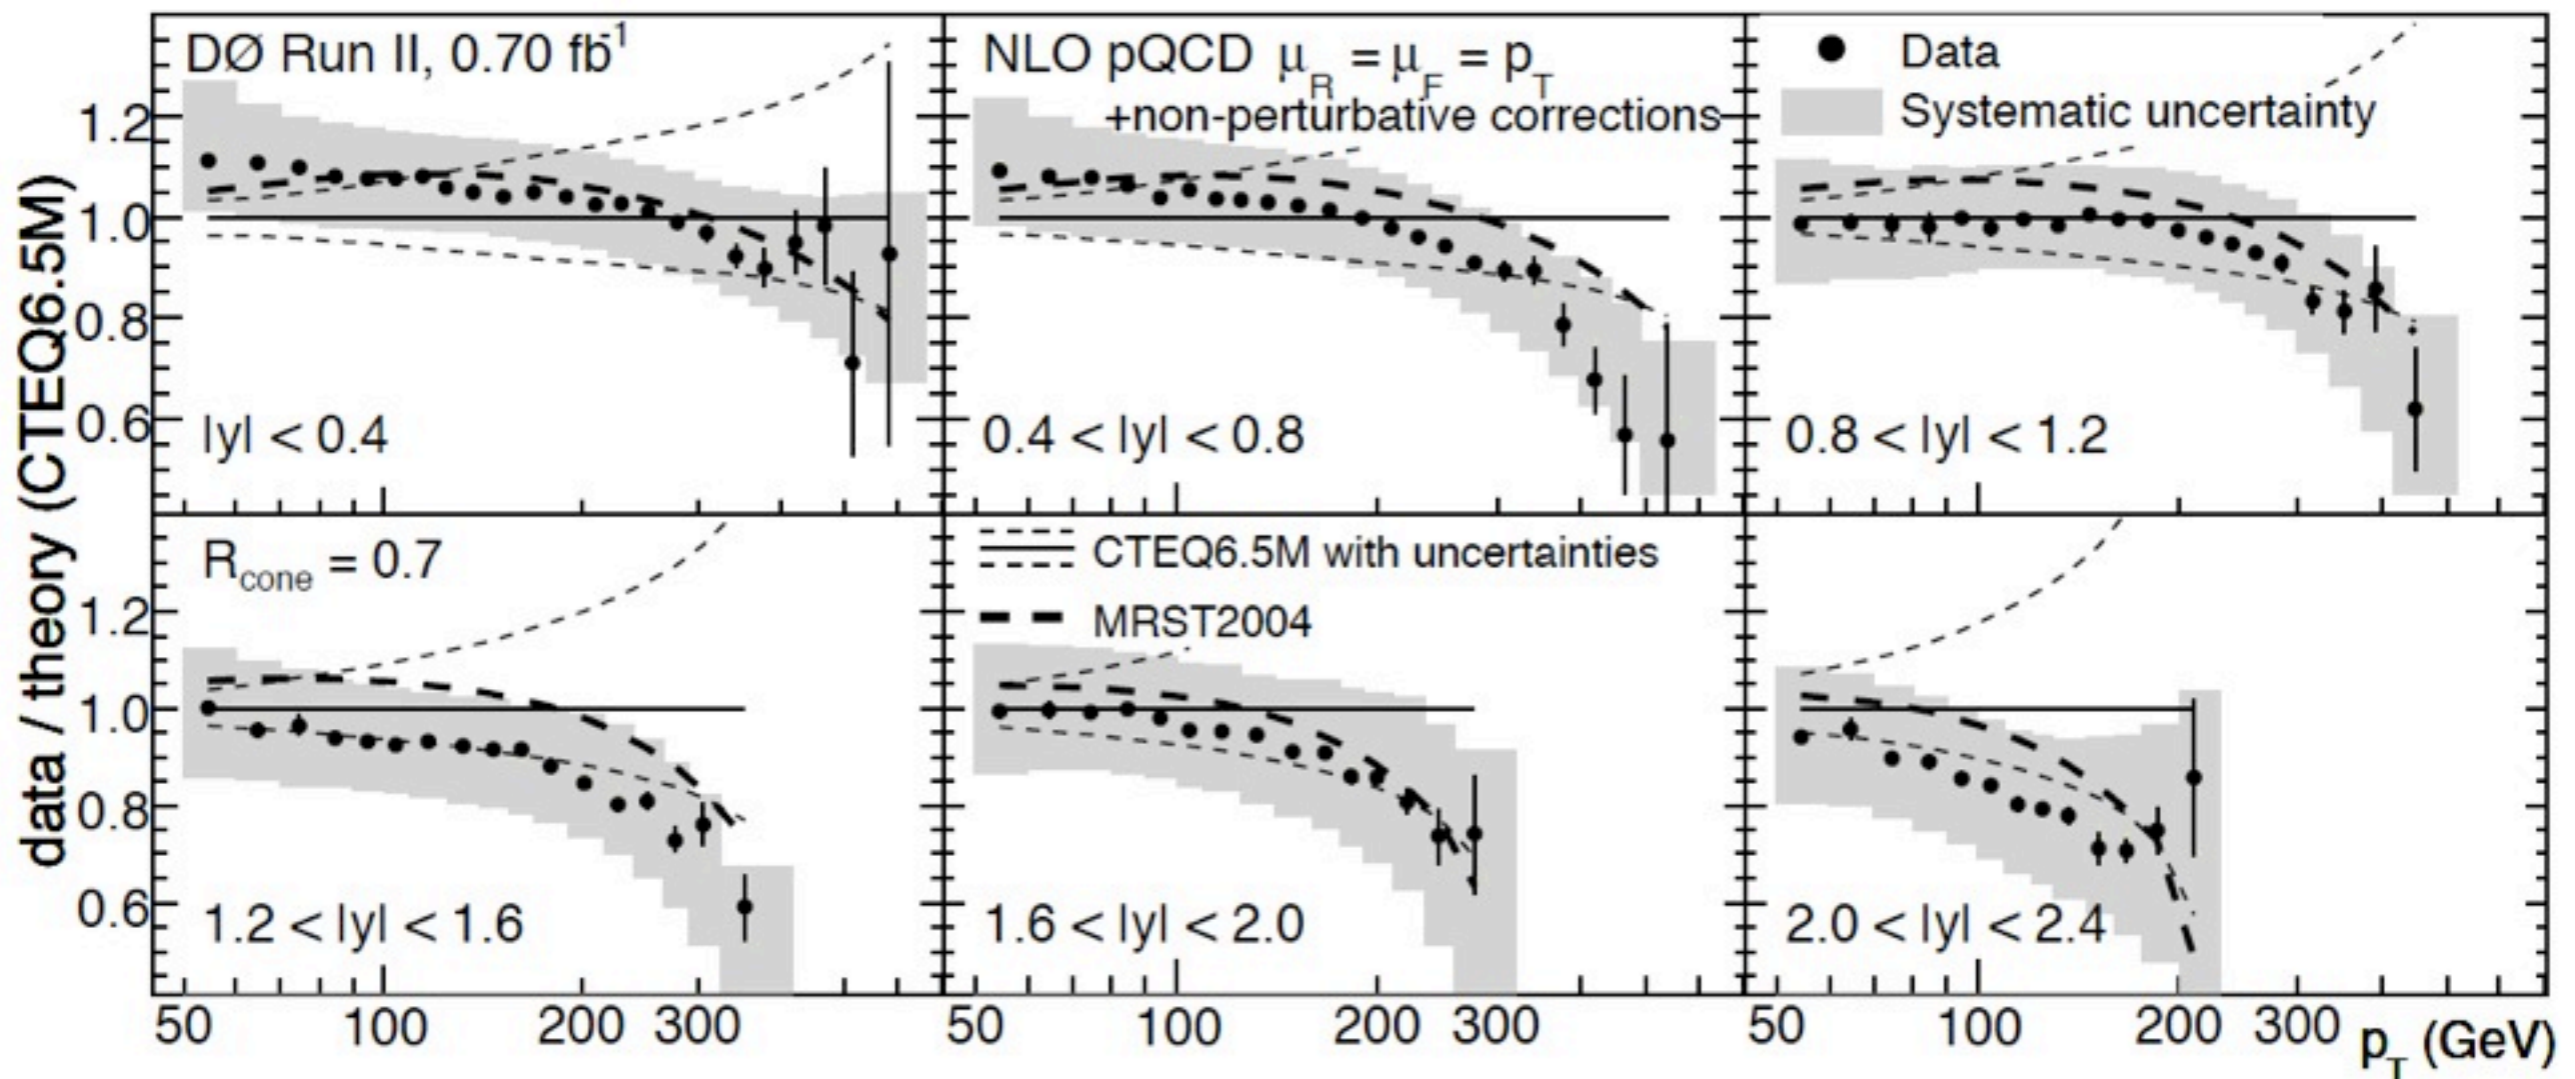 data / theory (CTEQ6.5M)
DØ Run II, 0.70 fb-1
1.2
1.0
0.8
0.6
|y| < 0.4
NLO pQCD μR = μF = pT
+non-perturbative corrections
0.4 < |y| < 0.8
Data
Systematic uncertainty
0.8 < |y| < 1.2
Rcone = 0.7
1.2
1.0
0.8
0.6
1.2 < |y| < 1.6
CTEQ6.5M with uncertainties
MRST2004
1.6 < |y| < 2.0
2.0 < |y| < 2.4
50 100 200 300
50 100 200 300
50 100 200 300
pT (GeV)